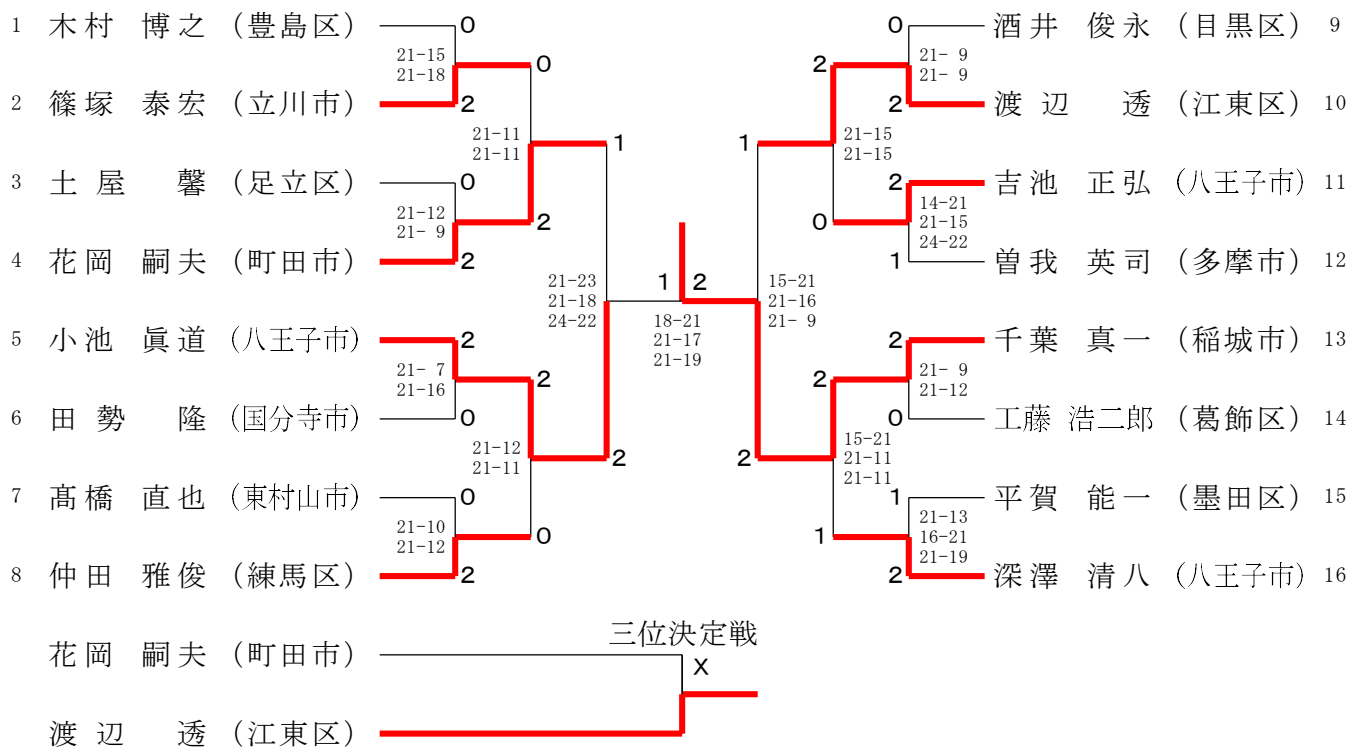 1 木村 博之 (豊島区) 0 0 酒井 俊永 (目黒区) 9
21-15 21- 9
21-18 0 2 21- 9
2 篠塚 泰宏 (立川市) 2 2 渡辺 透 (江東区) 10
21-11 21-15
21-11 1 1 21-15
3 土屋 馨 (足立区) 0 2 吉池 正弘 (八王子市) 11
21-12 14-21
21- 9 2 0 21-15
24-22
4 花岡 嗣夫 (町田市) 2 1 曽我 英司 (多摩市) 12
21-23 1 2 15-21
21-18 21-16
24-22 18-21 21- 9
21-17
21-19
5 小池 眞道 (八王子市) 2 2 千葉 真一 (稲城市) 13
21- 7 21- 9
21-16 2 2 21-12
6 田勢 隆 (国分寺市) 0 0 工藤 浩二郎 (葛飾区) 14
21-12 15-21
21-11 2 2 21-11
21-11
7 髙橋 直也 (東村山市) 0 1 平賀 能一 (墨田区) 15
21-10 21-13
21-12 0 1 16-21
21-19
8 仲田 雅俊 (練馬区) 2 2 深澤 清八 (八王子市) 16
三位決定戦
花岡 嗣夫 (町田市) X
渡辺 透 (江東区)